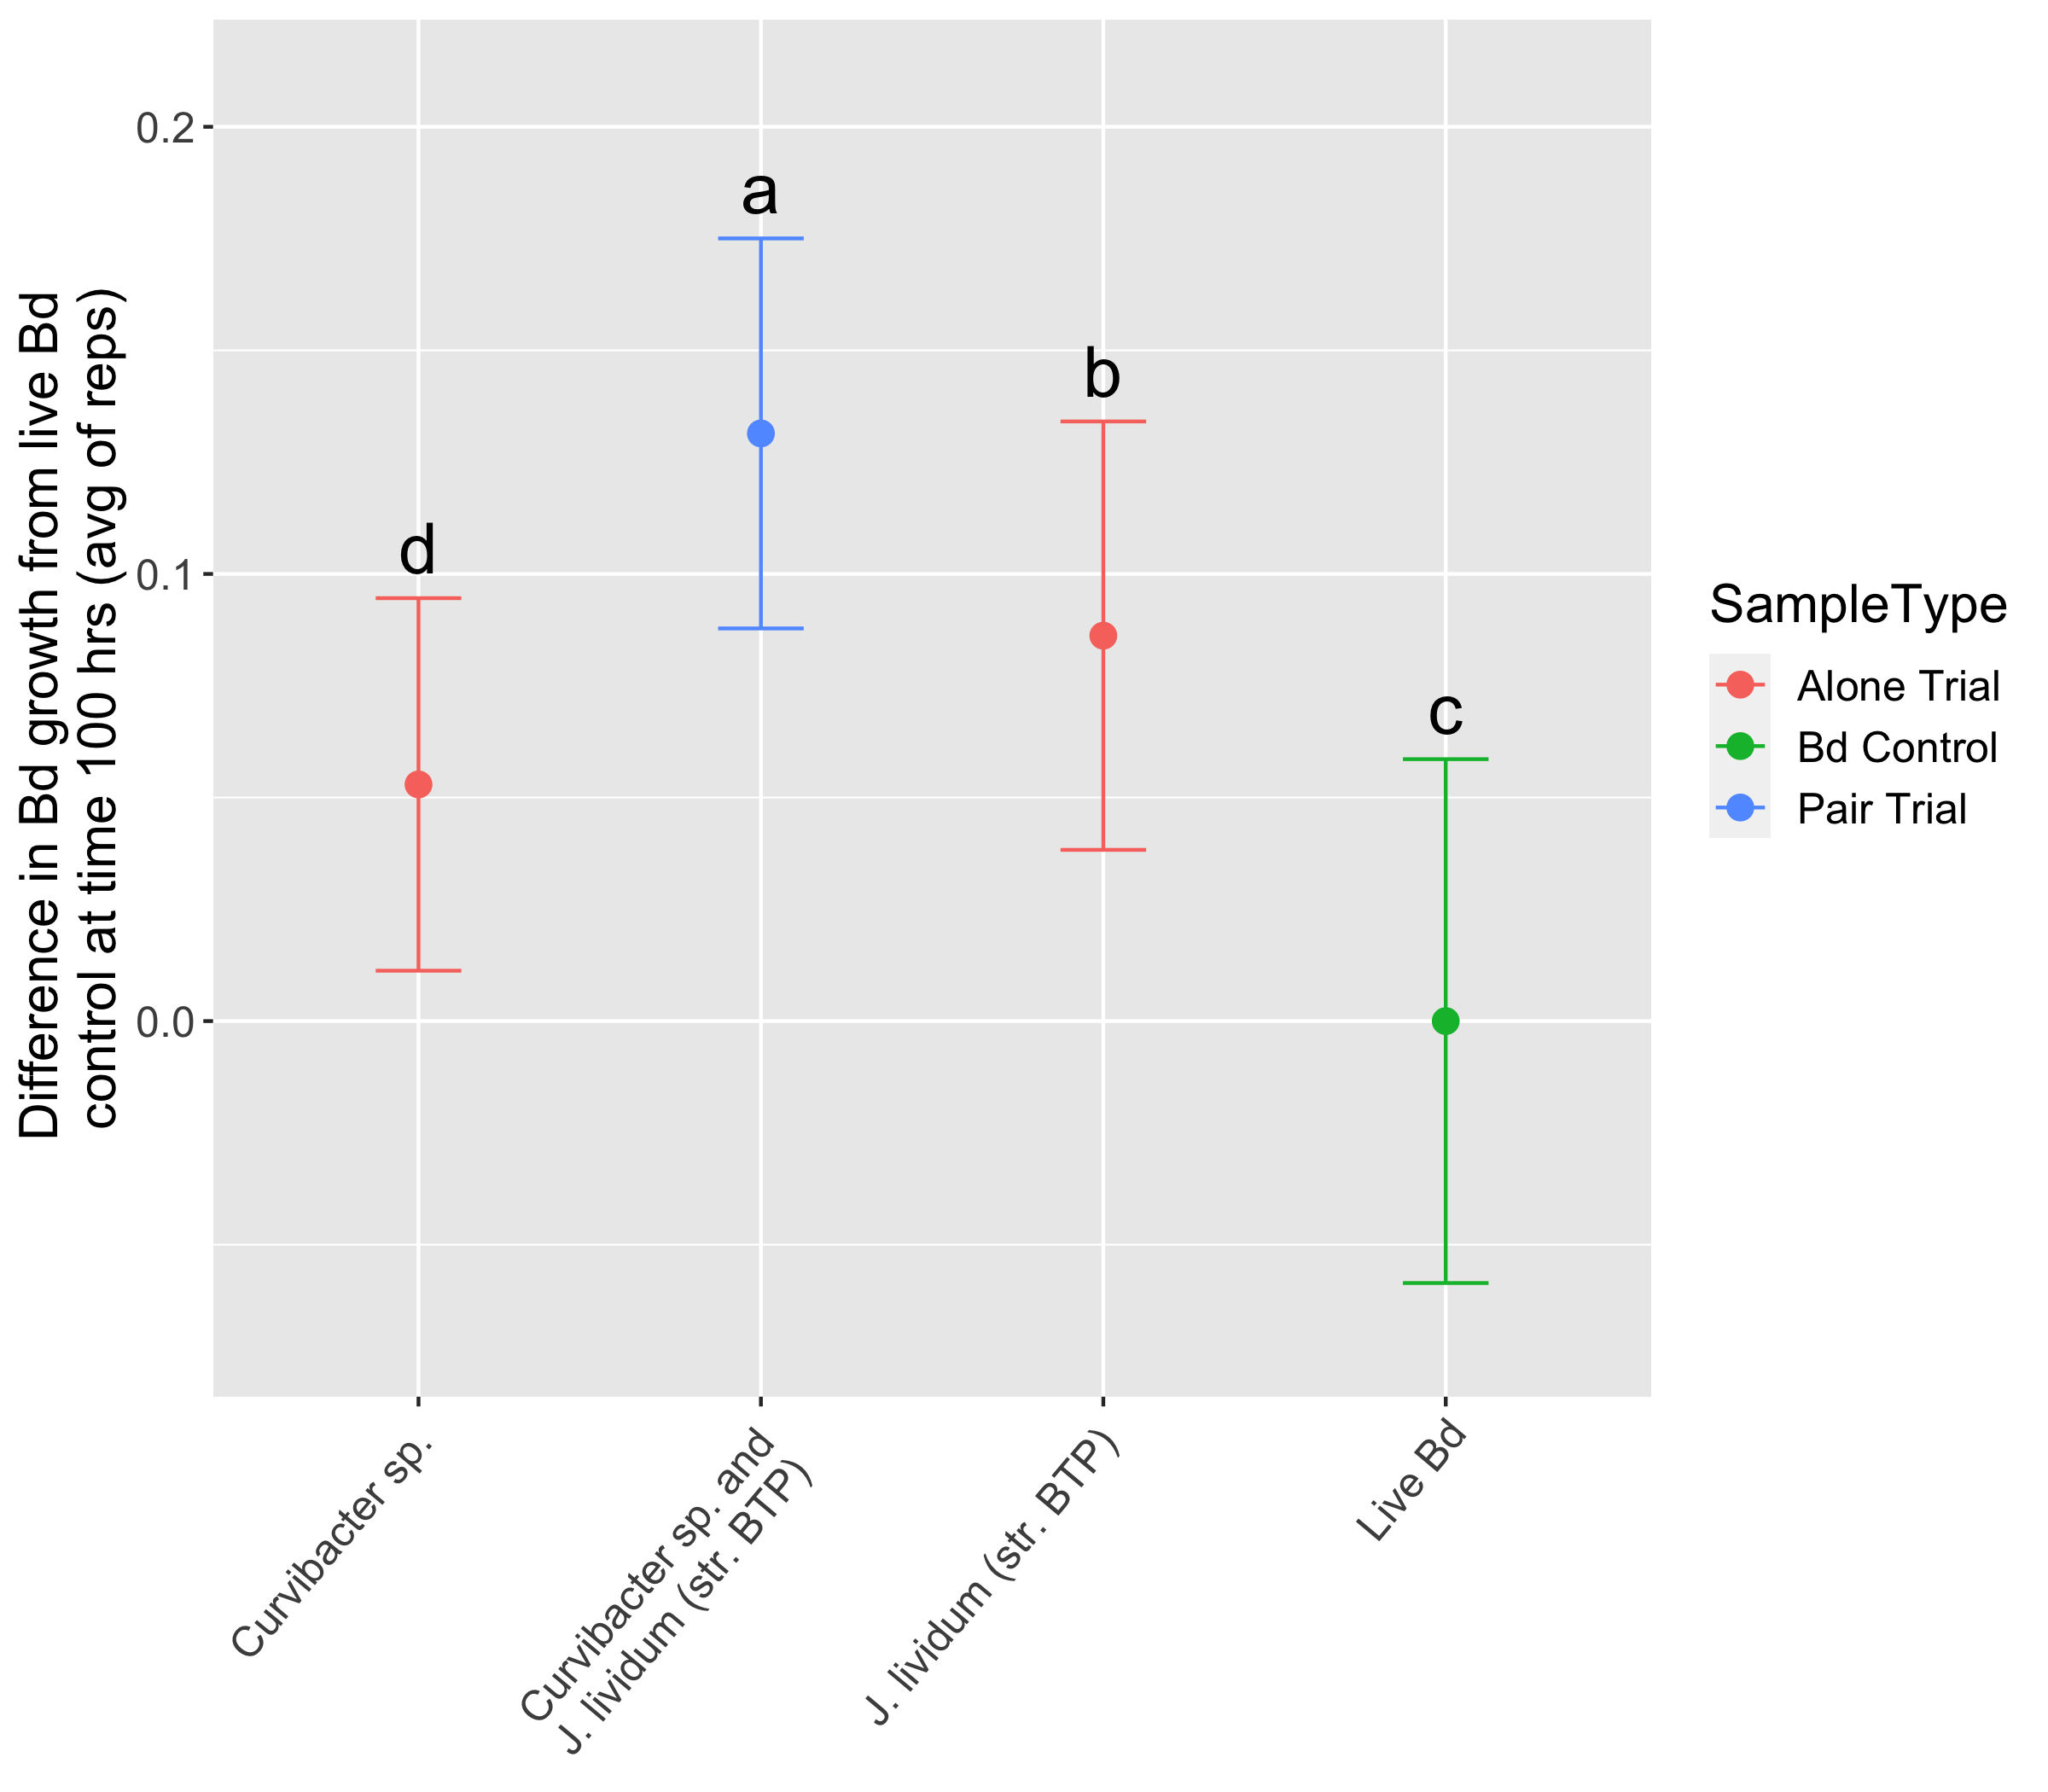 Difference in Bd growth from live Bd
control at time 100 hrs (avg of reps)
0.2
0.1
0.0
d
a
b
c
Curvibacter sp.
Curvibacter sp. and
J. lividum (str. BTP)
J. lividum (str. BTP)
Live Bd
SampleType
Alone Trial
Bd Control
Pair Trial